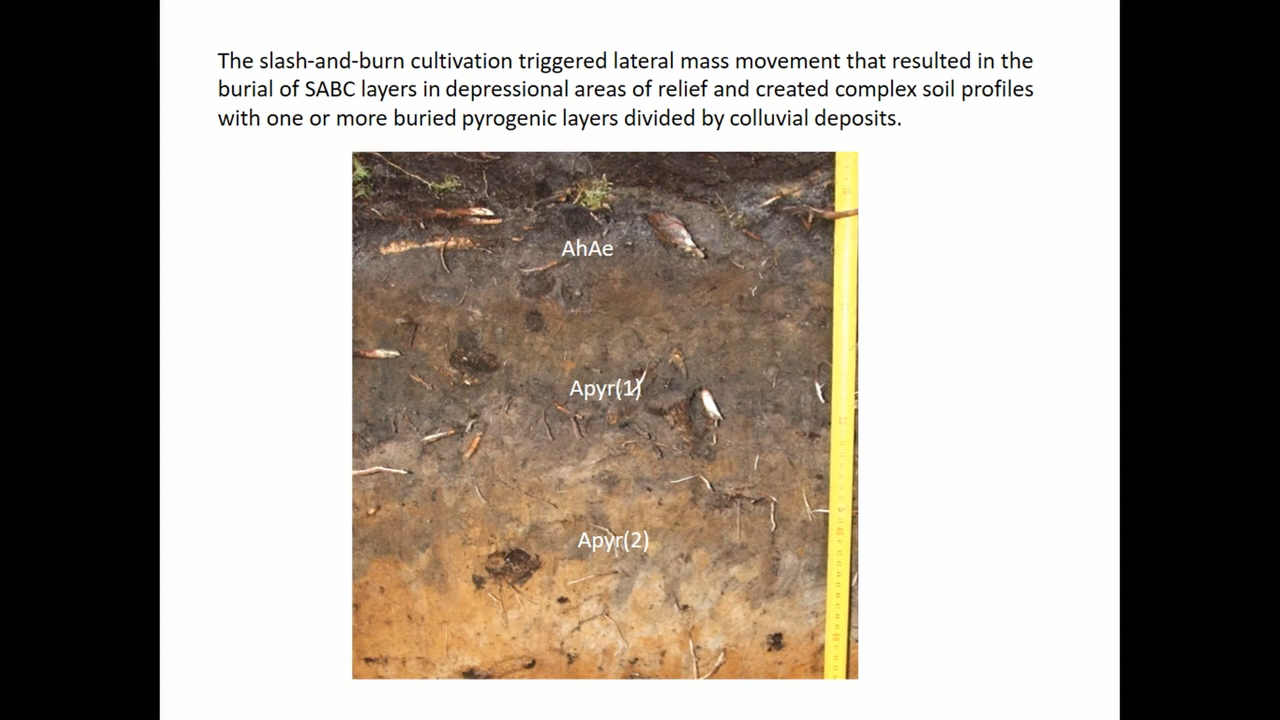 The slash-and-burn cultivation triggered lateral mass movement that resulted in the
burial of SABC layers in depressional areas of relief and created complex soil profiles
with one or more buried pyrogenic layers divided by colluvial deposits.
AhAe
Apyr(1)
Apyr(2)